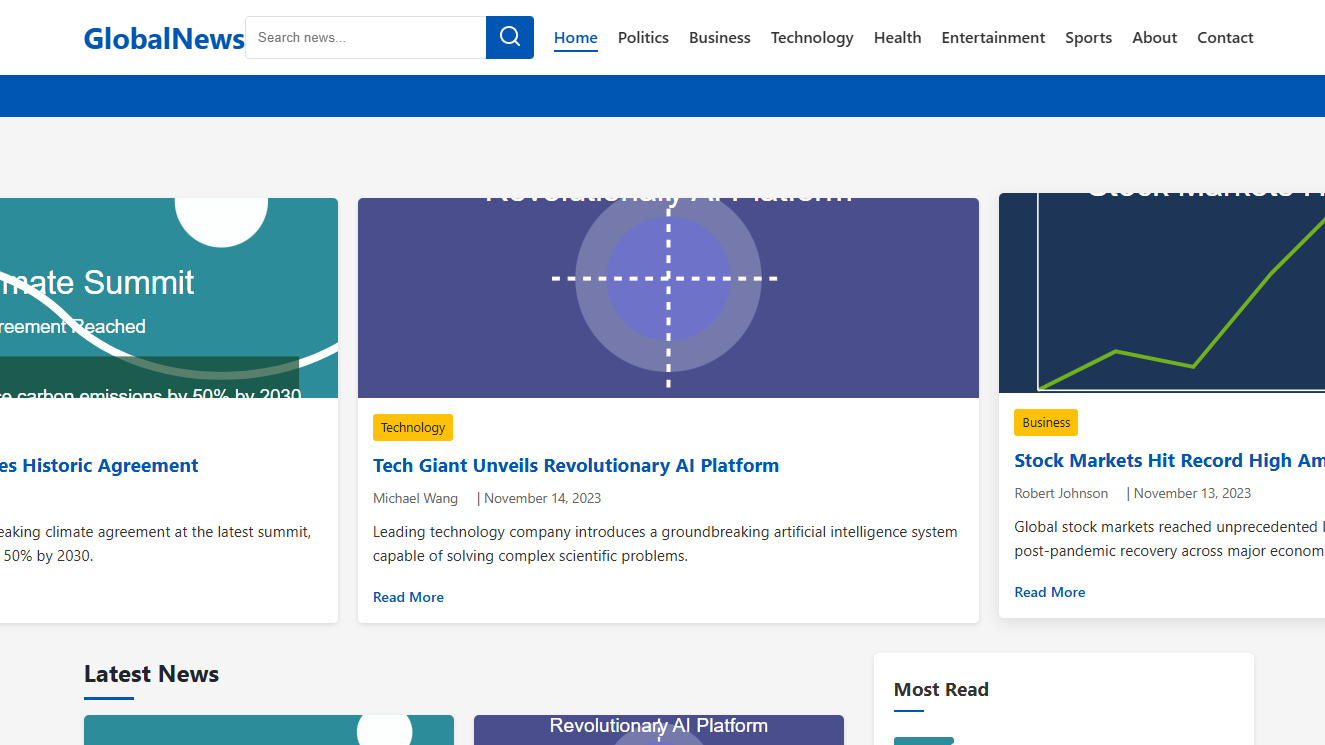 GlobalNews
Search news...
Home Politics Business Technology Health Entertainment Sports About Contact
mate Summit
reement Reached
ce carbon emissions by 50% by 2030
es Historic Agreement
eaking climate agreement at the latest summit,
50% by 2030.
Revolutionary AI Platform
Technology
Tech Giant Unveils Revolutionary AI Platform
Michael Wang | November 14, 2023
Leading technology company introduces a groundbreaking artificial intelligence system
capable of solving complex scientific problems.
Read More
Stock Markets
Business
Stock Markets Hit Record High Am
Robert Johnson | November 13, 2023
Global stock markets reached unprecedented
post-pandemic recovery across major econom
Read More
Latest News
Revolutionary AI Platform
Most Read